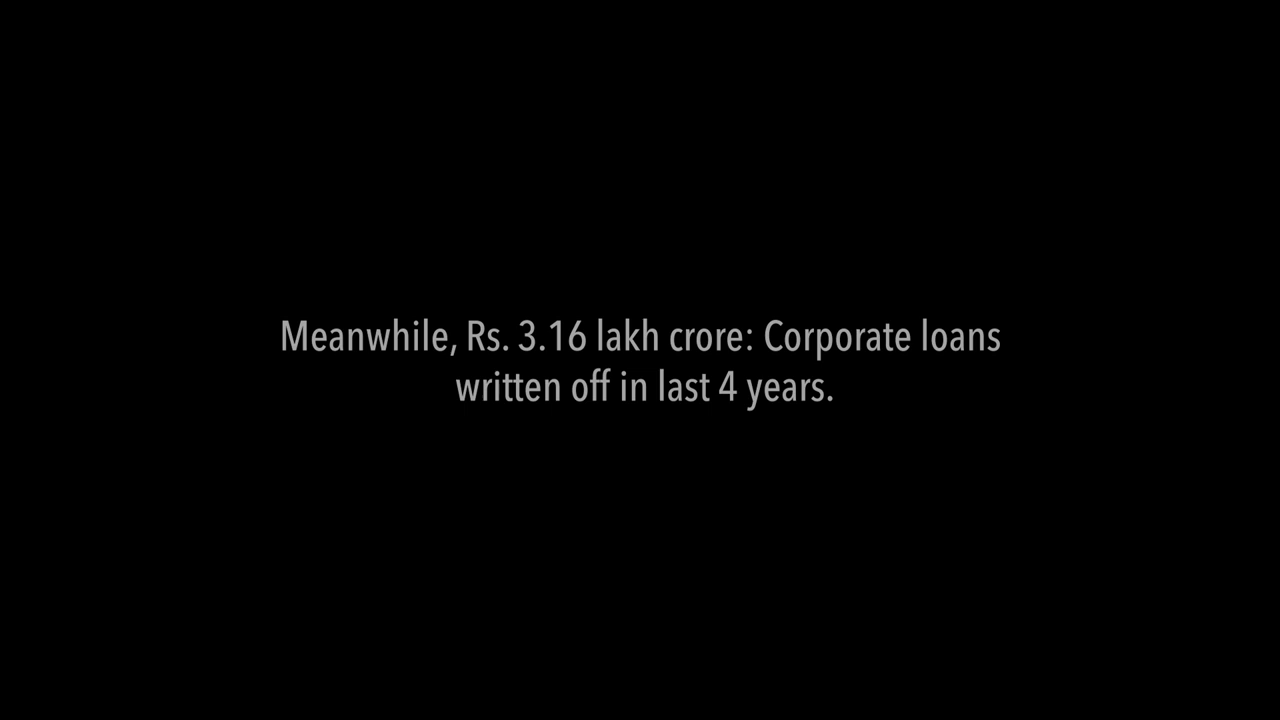 Meanwhile, Rs. 3.16 lakh crore: Corporate loans
written off in last 4 years.